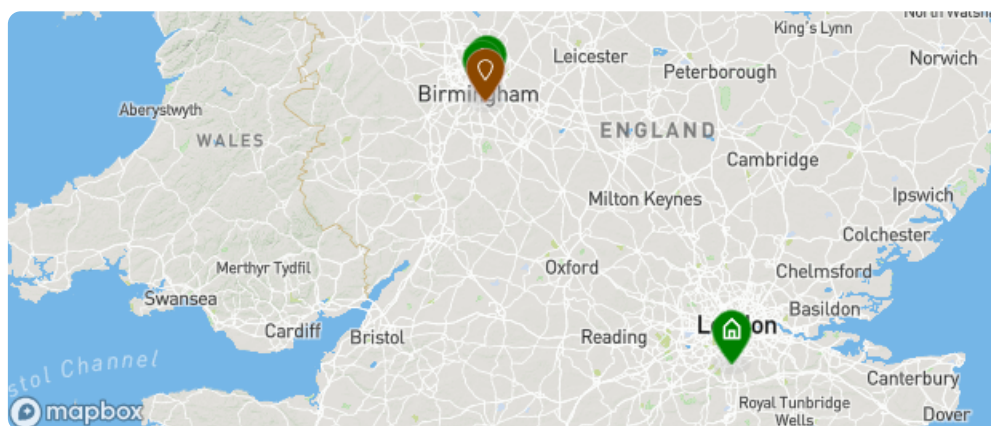 King's Lynn
Leicester
Norwich
Peterborough
Birmingham
Aberystwyth
ENGLAND
WALES
Cambridge
Milton Keynes
Ipswich
Colchester
Oxford
Merthyr Tydfil
Chelmsford
Swansea
Basildon
Cardiff
Bristol
Reading
stol Channel
Canterbury
Royal Tunbridge
Wells
Dover
mapbox